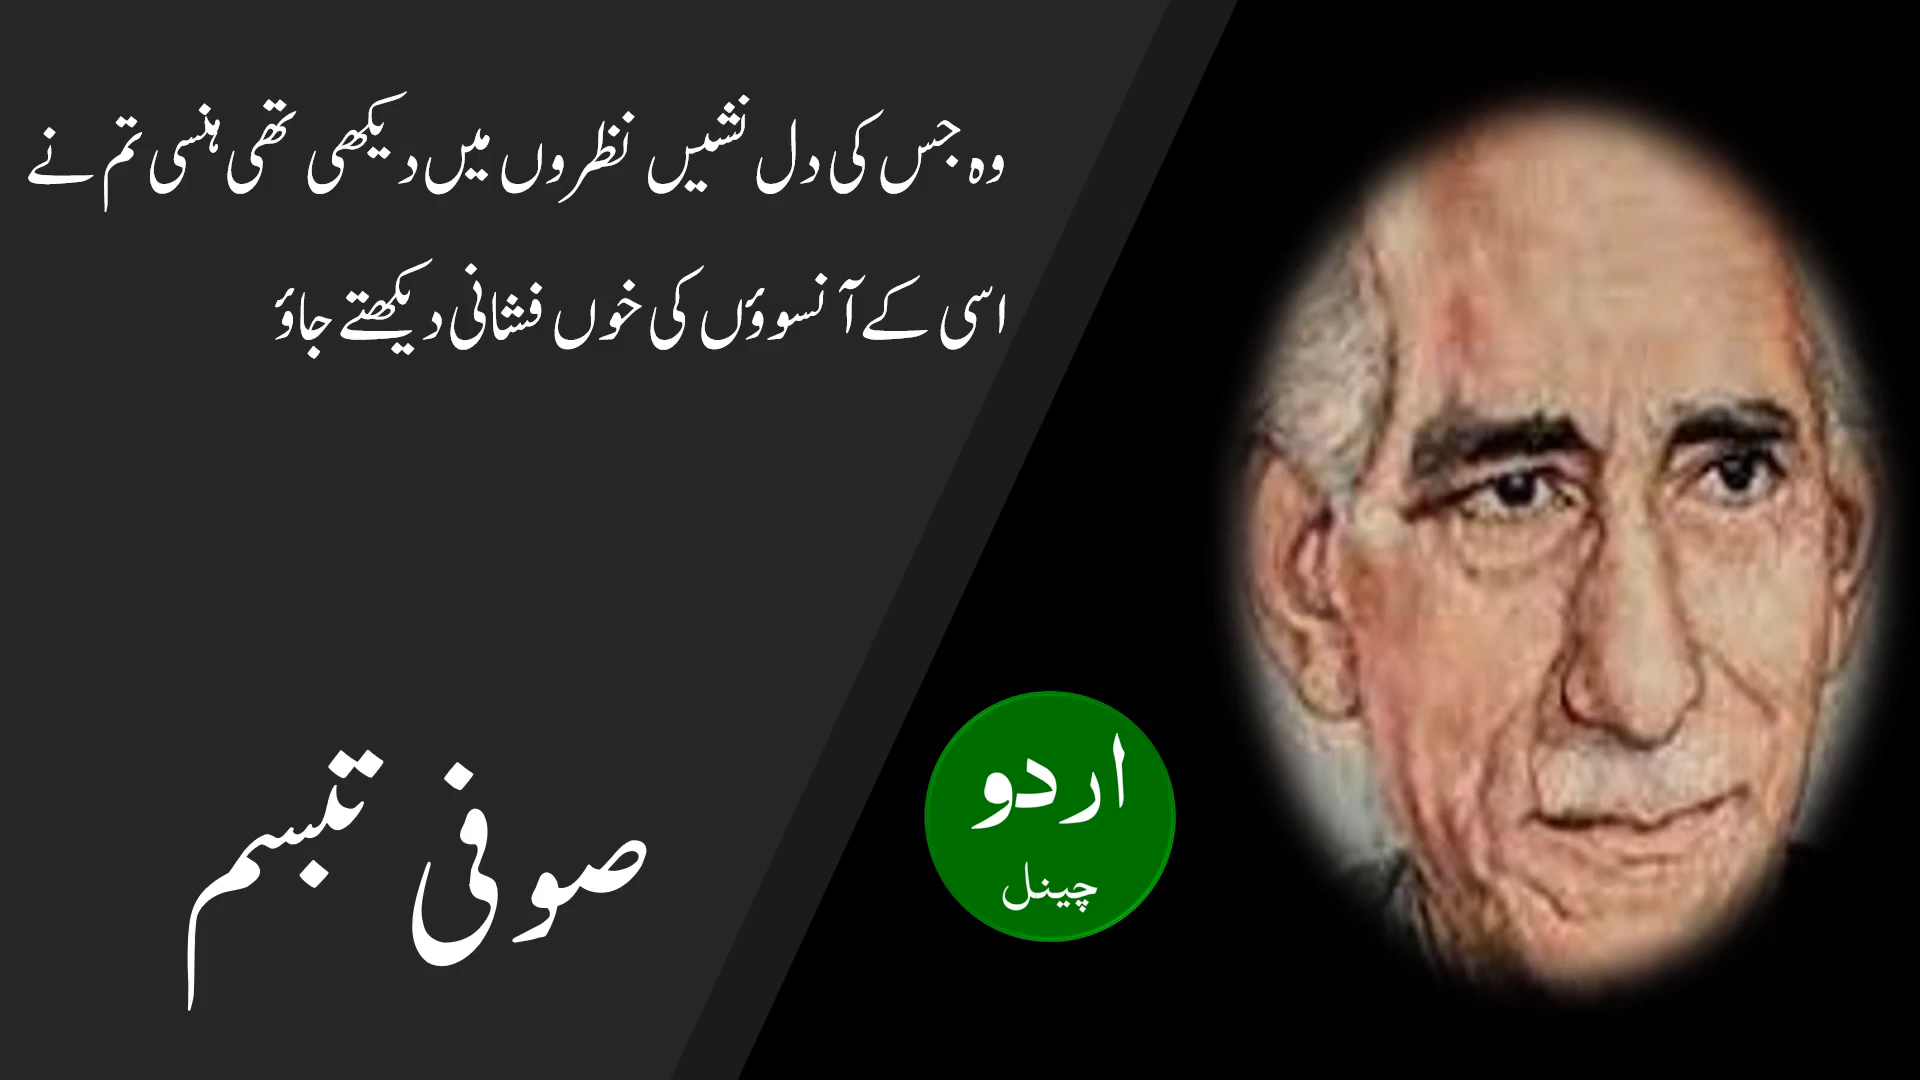 وہ جس کی دل نشیں نظروں میں دیکھی تھی ہنسی تم نے
اسی کے آنسووؤں کی خوں فشانی دیکھتے جاؤ
صوفی تبسم
اردو
چینل